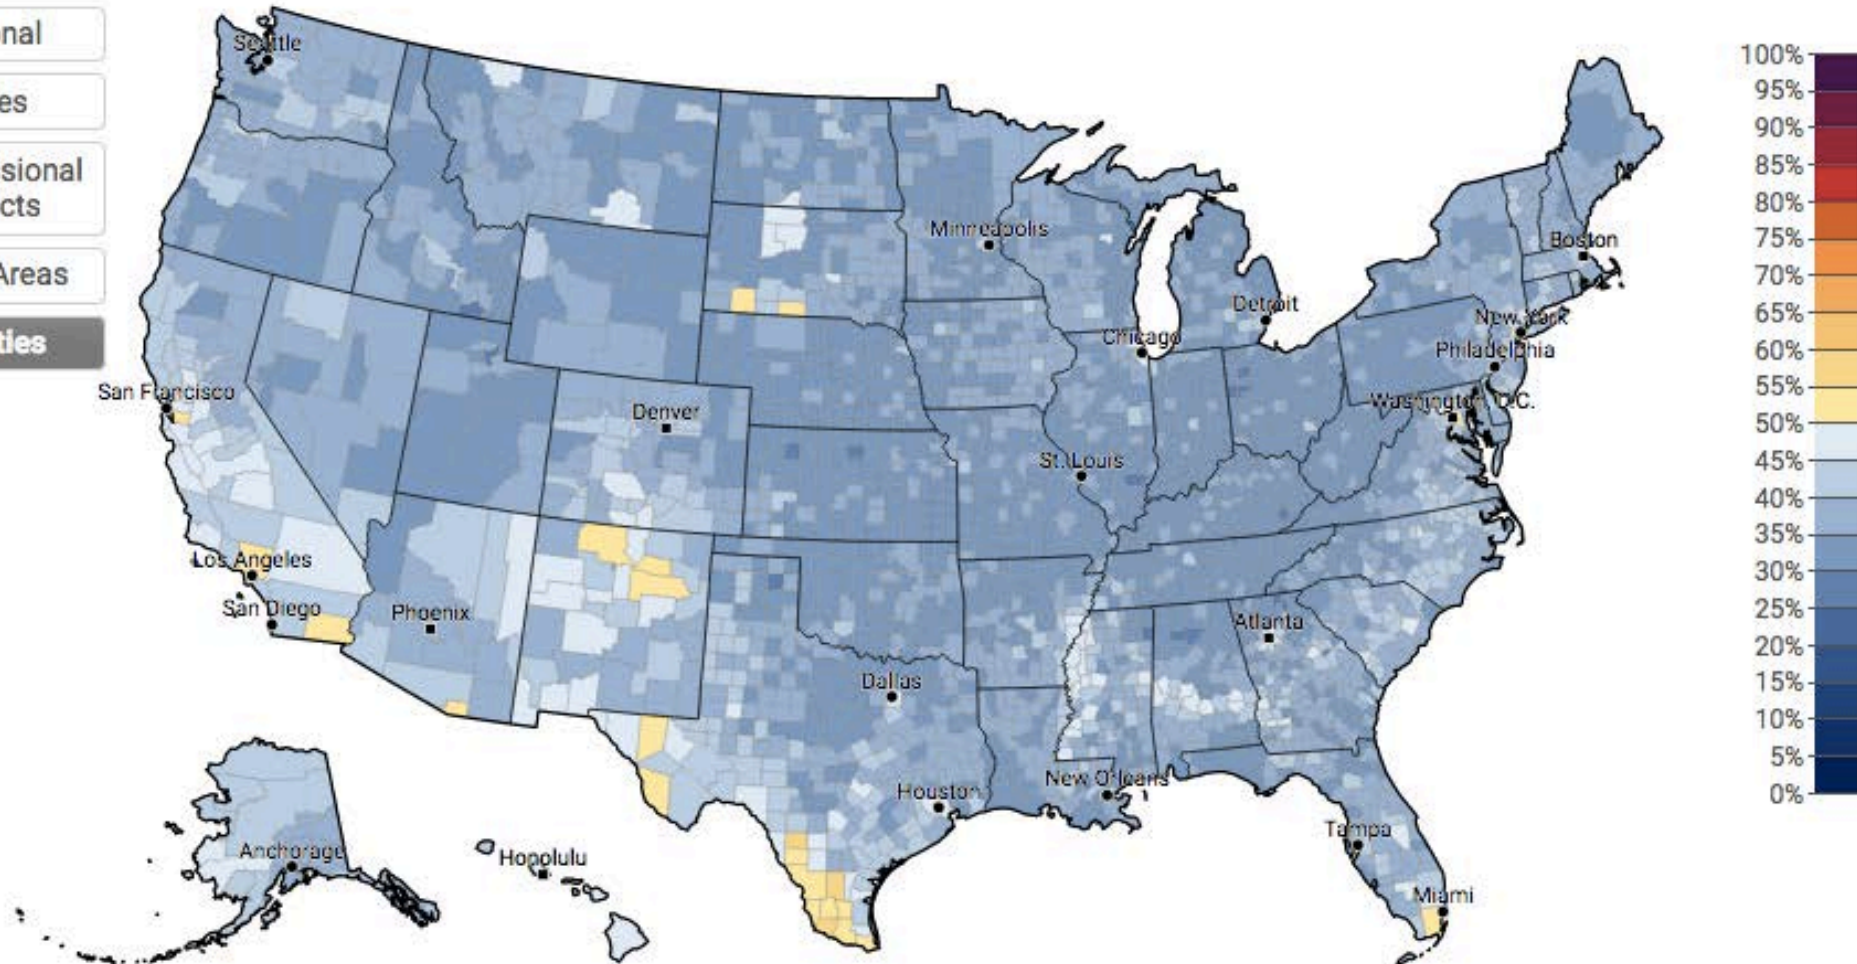 nal
es
sional
cts
Areas
ties
Seattle
Minneapolis
Boston
Detroit
New York
Chicago
Philadelphia
San Francisco
Denver
Washington, D.C.
St. Louis
Los Angeles
San Diego
Phoenix
Atlanta
Dallas
New Orleans
Houston
Tampa
Anchorage
Honolulu
Miami
100%
95%
90%
85%
80%
75%
70%
65%
60%
55%
50%
45%
40%
35%
30%
25%
20%
15%
10%
5%
0%